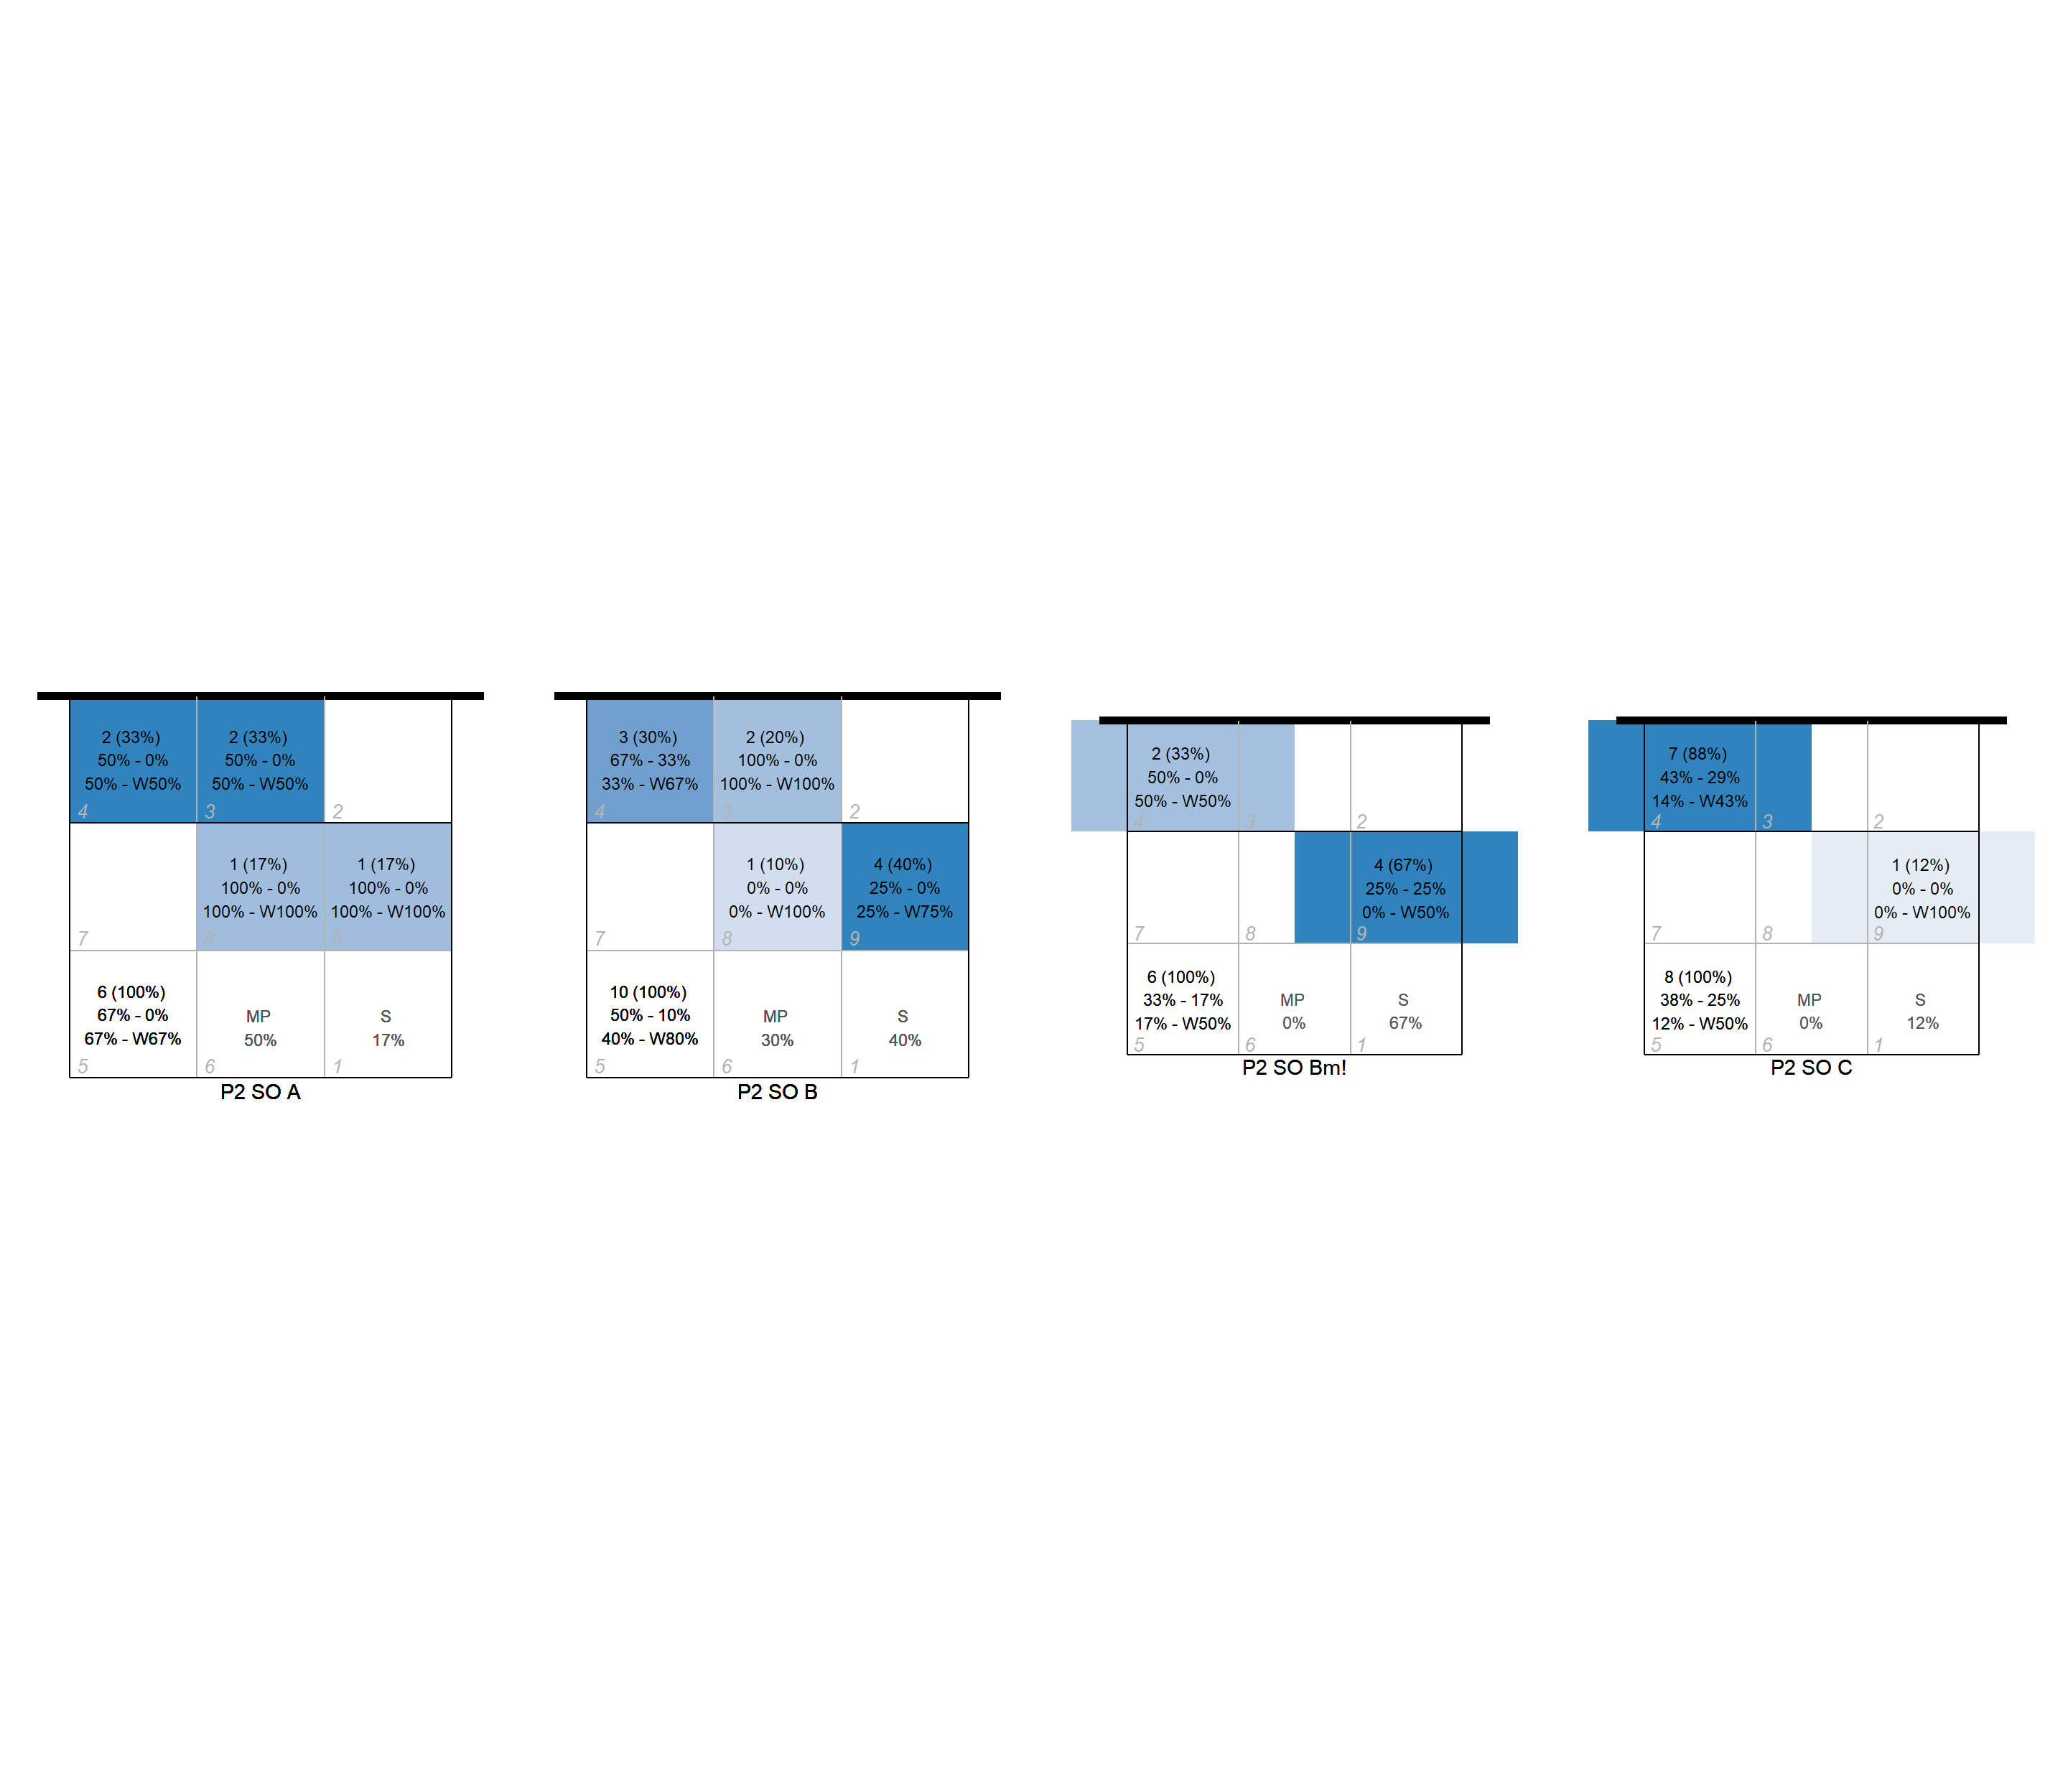 2 (33%)
50% - 0%
50% - W50%
4
2 (33%)
50% - 0%
50% - W50%
3
2
7
1 (17%)
100% - 0%
100% - W100%
8
1 (17%)
100% - 0%
100% - W100%
9
6 (100%)
67% - 0%
67% - W67%
5
MP
50%
6
S
17%
1
P2 SO A
3 (30%)
67% - 33%
33% - W67%
4
2 (20%)
100% - 0%
100% - W100%
3
2
7
1 (10%)
0% - 0%
0% - W100%
8
4 (40%)
25% - 0%
25% - W75%
9
10 (100%)
50% - 10%
40% - W80%
5
MP
30%
6
S
40%
1
P2 SO B
2 (33%)
50% - 0%
50% - W50%
4
3
2
7
8
4 (67%)
25% - 25%
0% - W50%
9
6 (100%)
33% - 17%
17% - W50%
5
MP
0%
6
S
67%
1
P2 SO Bm!
7 (88%)
43% - 29%
14% - W43%
4
3
2
7
8
1 (12%)
0% - 0%
0% - W100%
9
8 (100%)
38% - 25%
12% - W50%
5
MP
0%
6
S
12%
1
P2 SO C